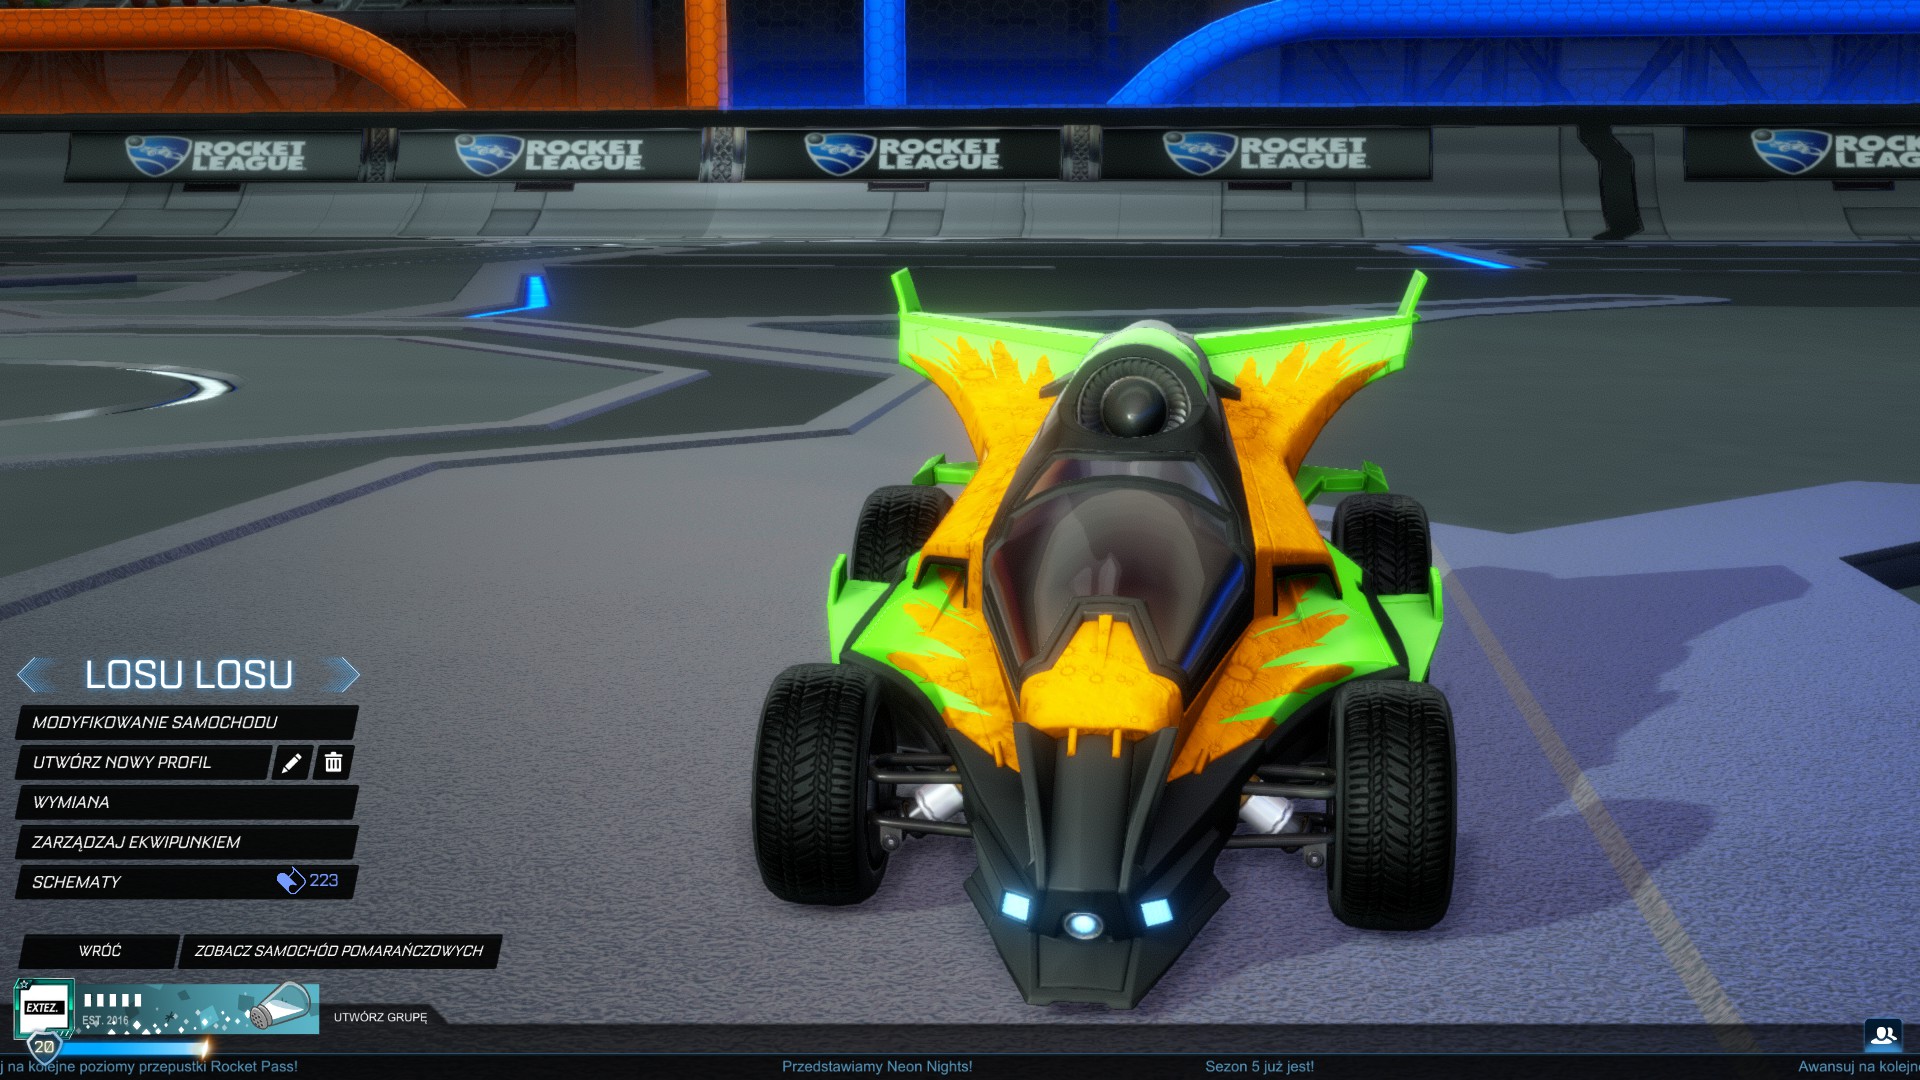 ROCKET
LEAGUE
ROCKET
LEAGUE
ROCKET
LEAGUE
ROCKET
LEAGUE
ROCK
LEAG
LOSU LOSU
MODYFIKOWANIE SAMOCHODU
UTWÓRZ NOWY PROFIL
WYMIANA
ZARZĄDZAJ EKWIPUNKIEM
SCHEMATY 223
WRÓĆ ZOBACZ SAMOCHÓD POMARAŃCZOWYCH
EXTEZ.
EST. 2016
UTWÓRZ GRUPĘ
20
j na kolejne poziomy przepustki Rocket Pass! Przedstawiamy Neon Nights! Sezon 5 już jest! Awansuj na kolejn